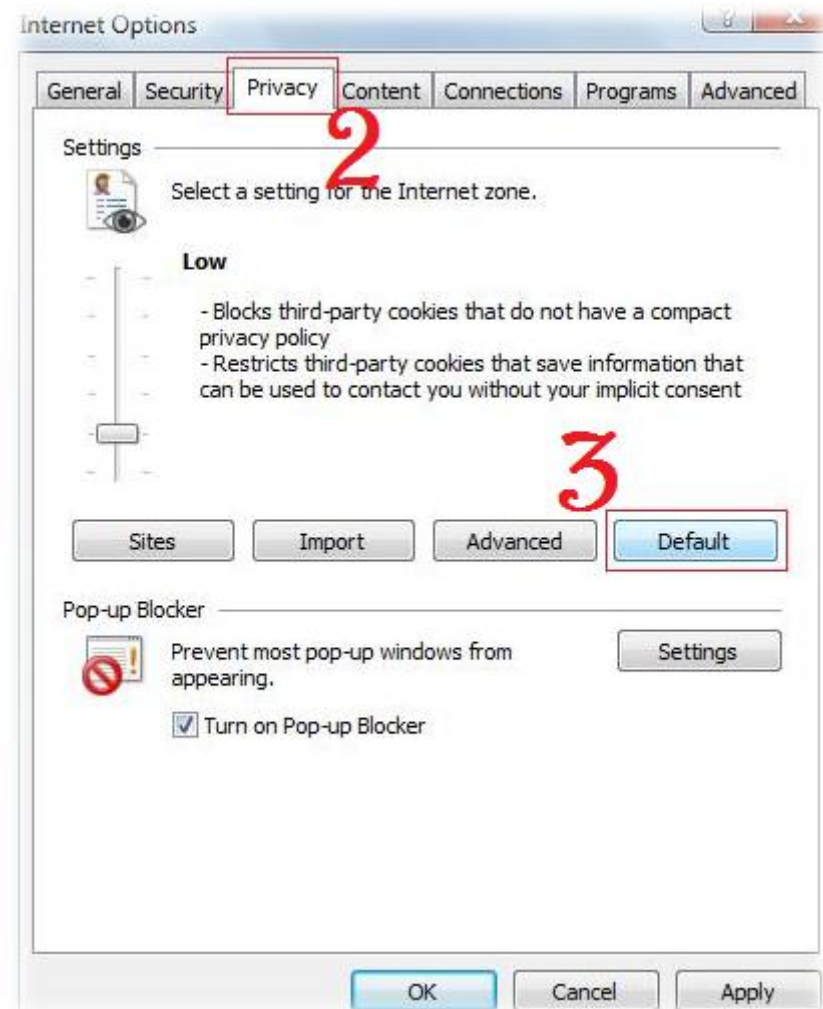 Internet Options
General Security Privacy Content Connections Programs Advanced
2
Settings
Select a setting for the Internet zone.
Low
- Blocks third-party cookies that do not have a compact
privacy policy
- Restricts third-party cookies that save information that
can be used to contact you without your implicit consent
3
Sites Import Advanced Default
Pop-up Blocker
Prevent most pop-up windows from
appearing.
Settings
Turn on Pop-up Blocker
OK Cancel Apply